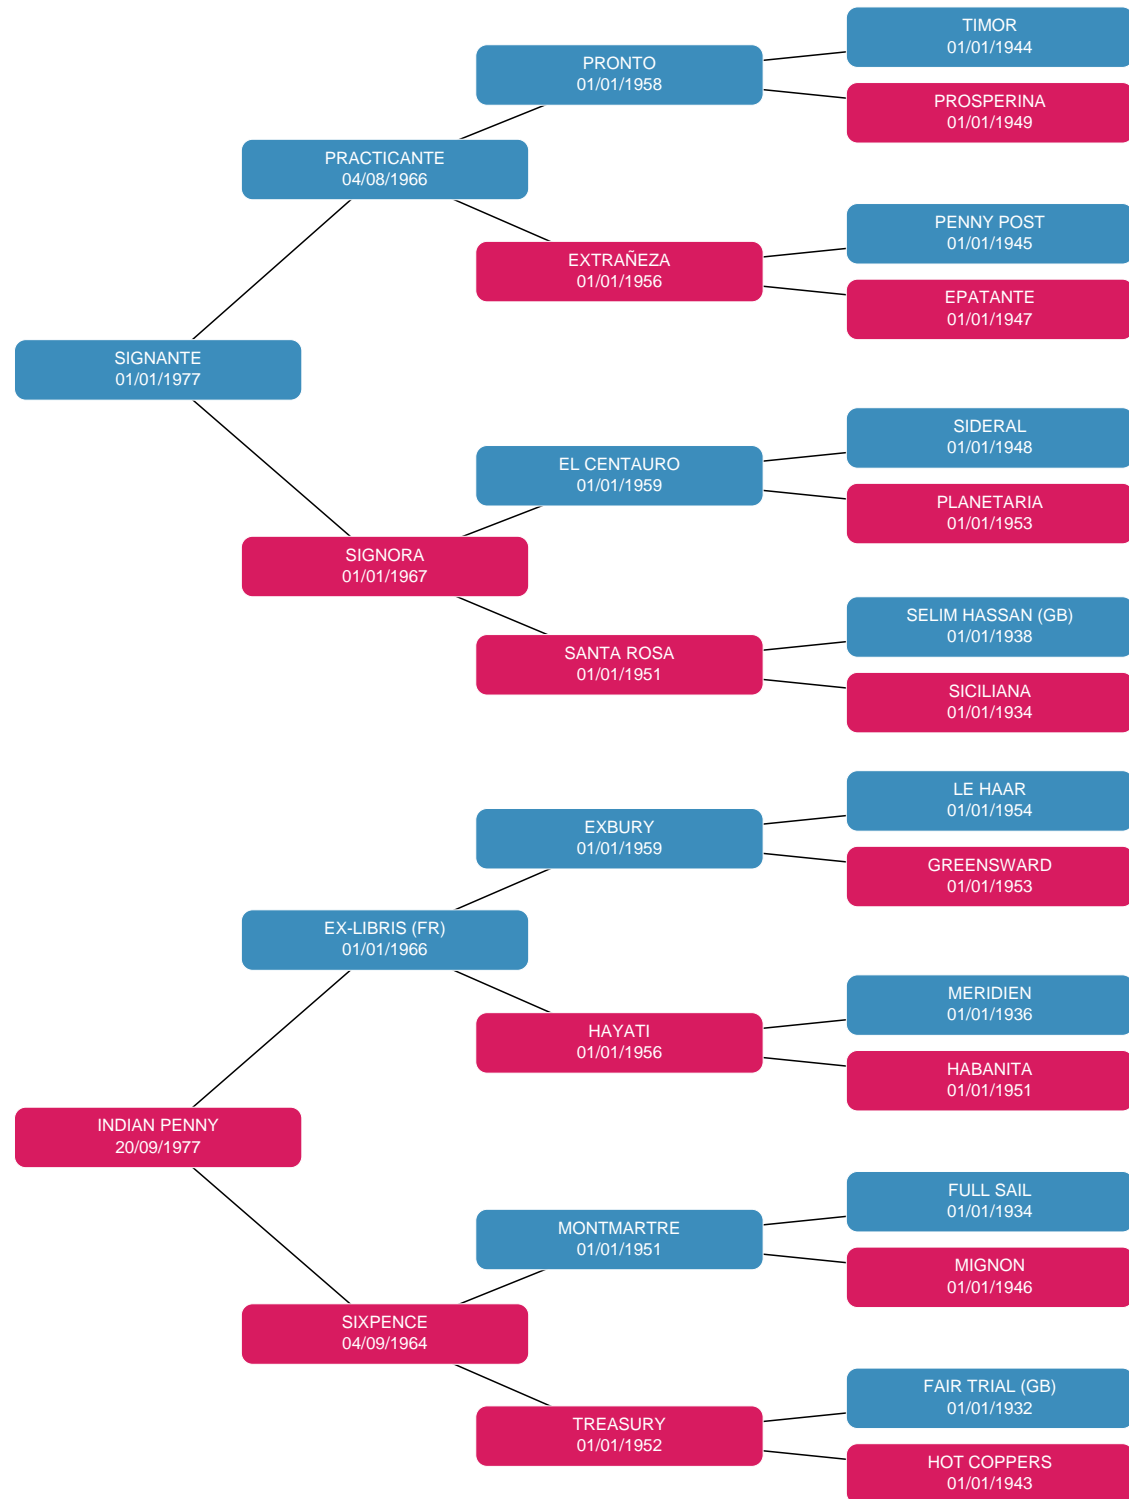 TIMOR
01/01/1944
PRONTO
01/01/1958
PROSPERINA
01/01/1949
PRACTICANTE
04/08/1966
PENNY POST
01/01/1945
EXTRAÑEZA
01/01/1956
EPATANTE
01/01/1947
SIGNANTE
01/01/1977
SIDERAL
01/01/1948
EL CENTAURO
01/01/1959
PLANETARIA
01/01/1953
SIGNORA
01/01/1967
SELIM HASSAN (GB)
01/01/1938
SANTA ROSA
01/01/1951
SICILIANA
01/01/1934
LE HAAR
01/01/1954
EXBURY
01/01/1959
GREENSWARD
01/01/1953
EX-LIBRIS (FR)
01/01/1966
MERIDIEN
01/01/1936
HAYATI
01/01/1956
HABANITA
01/01/1951
INDIAN PENNY
20/09/1977
FULL SAIL
01/01/1934
MONTMARTRE
01/01/1951
MIGNON
01/01/1946
SIXPENCE
04/09/1964
FAIR TRIAL (GB)
01/01/1932
TREASURY
01/01/1952
HOT COPPERS
01/01/1943